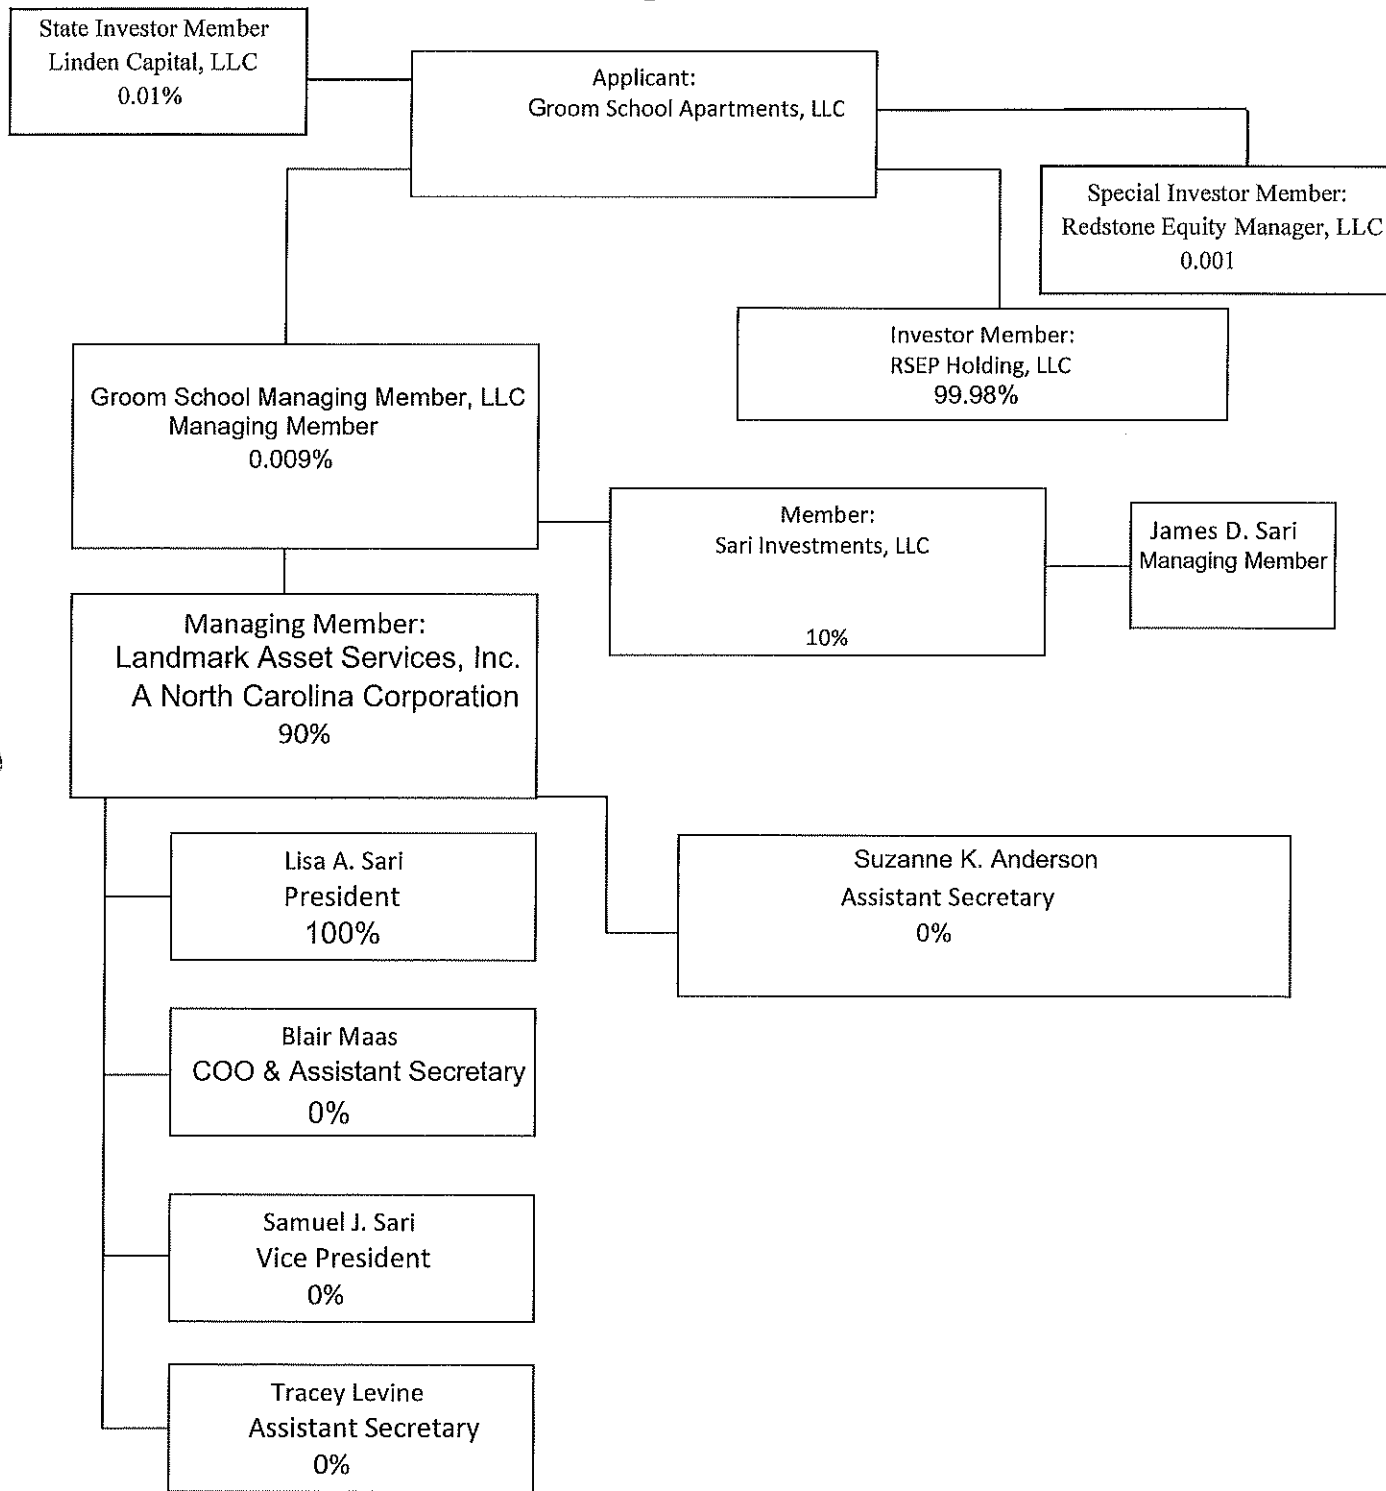 State Investor Member
Linden Capital, LLC
0.01%
Applicant:
Groom School Apartments, LLC
Special Investor Member:
Redstone Equity Manager, LLC
0.001
Investor Member:
RSEP Holding, LLC
99.98%
Groom School Managing Member, LLC
Managing Member
0.009%
Member:
Sari Investments, LLC
10%
James D. Sari
Managing Member
Managing Member:
Landmark Asset Services, Inc.
A North Carolina Corporation
90%
Lisa A. Sari
President
100%
Suzanne K. Anderson
Assistant Secretary
0%
Blair Maas
COO & Assistant Secretary
0%
Samuel J. Sari
Vice President
0%
Tracey Levine
Assistant Secretary
0%